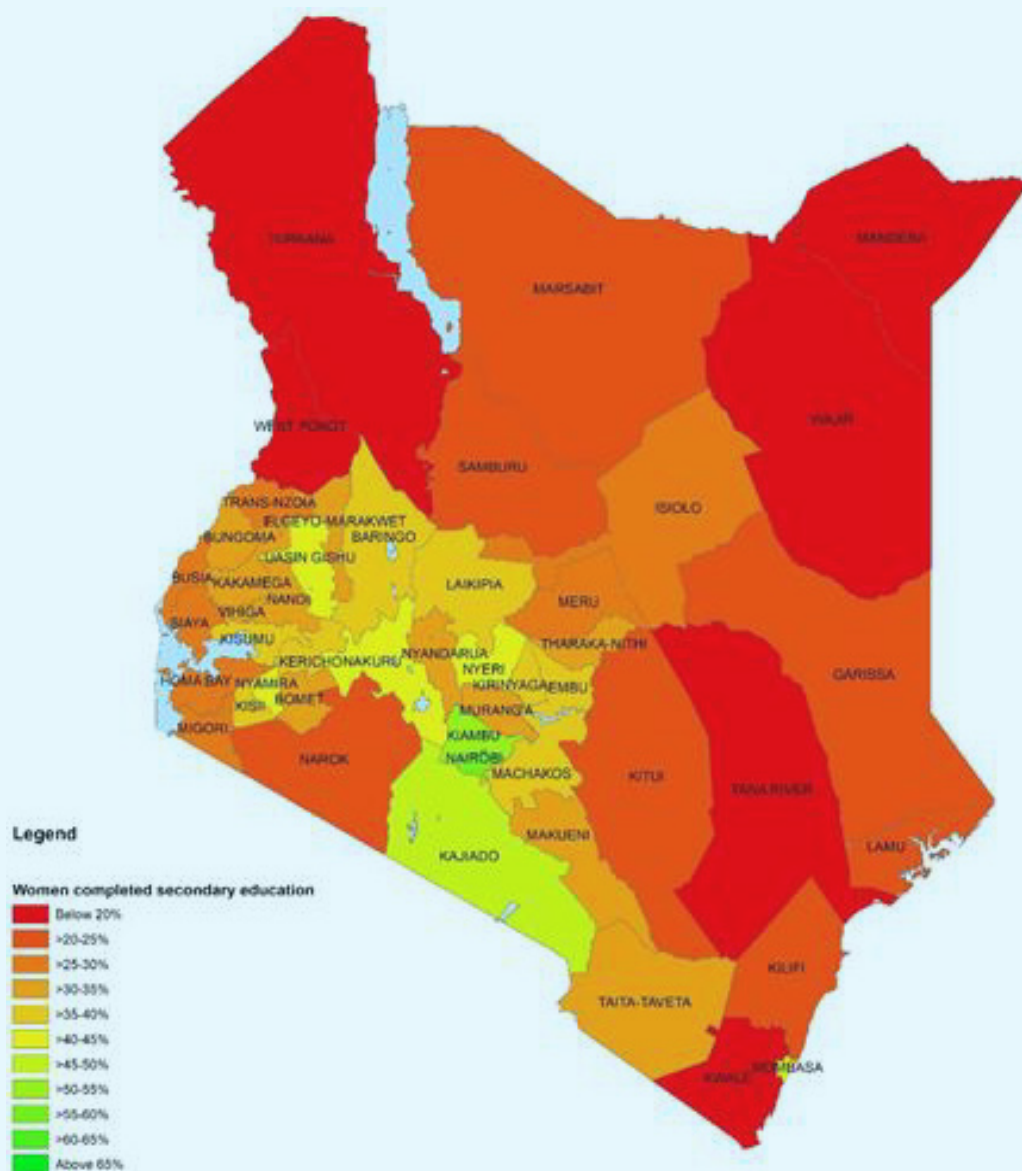 TURKANA
MANDERA
MARSABIT
WAJIR
WEST POKOT
SAMBURU
ISIOLO
TRANS-NZOIA
ELGEYO-MARAKWET
BUNGOMA
BARINGO
UASIN GISHU
BUSIA
KAKAMEGA
LAIKIPIA
NANDI
MERU
VIHIGA
SIAYA
KISUMU
THARAKA-NITHI
NYANDARUA
KERICHO
NAKURU
NYERI
GARISSA
HOMA BAY
NYAMIRA
KIRINYAGA
EMBU
BOMET
KISII
MURANG'A
MIGORI
KIAMBU
NAROK
NAIROBI
MACHAKOS
KITUI
TANA RIVER
MAKUENI
LAMU
KAJIADO
KILIFI
TAITA-TAVETA
MOMBASA
KWALE
Legend
Women completed secondary education
Below 20%
>20-25%
>25-30%
>30-35%
>35-40%
>40-45%
>45-50%
>50-55%
>55-60%
>60-65%
Above 65%